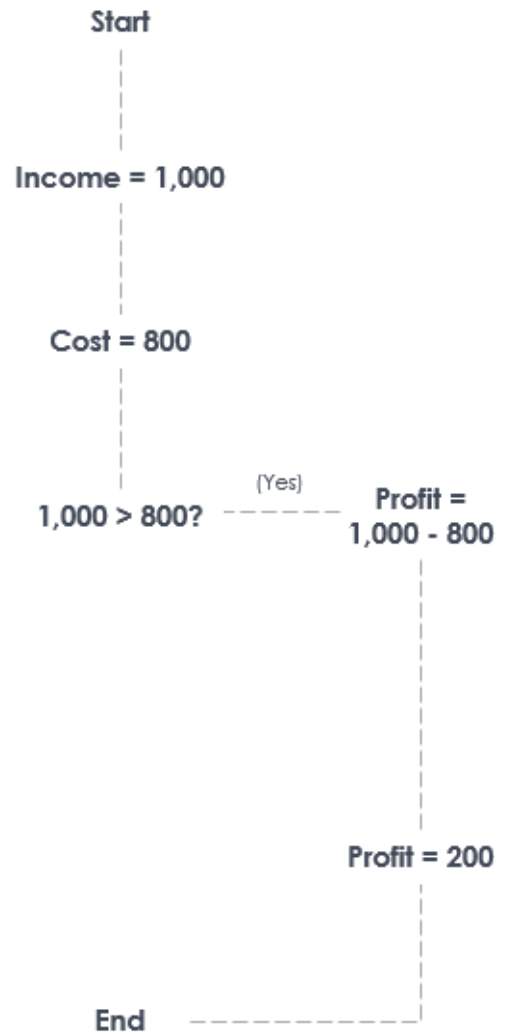 Start
Income = 1,000
Cost = 800
1,000 > 800?
(Yes)
Profit =
1,000 - 800
Profit = 200
End